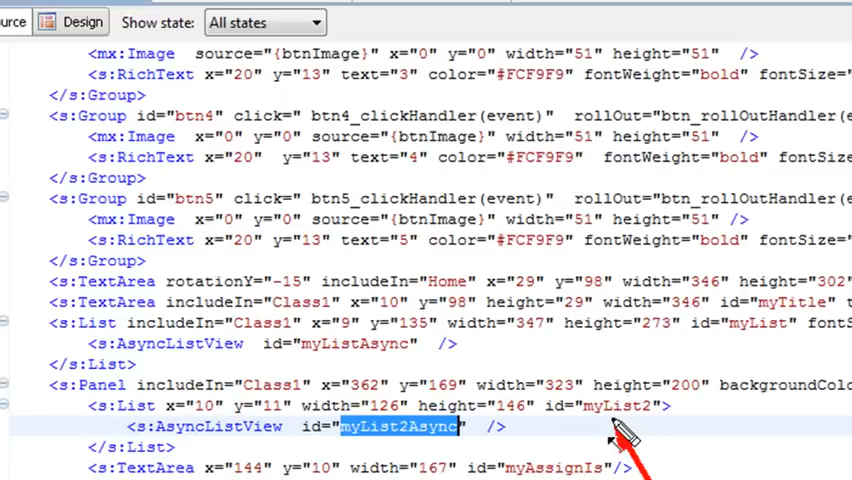 ource Design Show state: All states
<mx:Image source="{btnImage}" x="0" y="0" width="51" height="51" />
<s:RichText x="20" y="13" text="3" color="#FCF9F9" fontWeight="bold" fontSize=
</s:Group>
<s:Group id="btn4" click=" btn4_clickHandler(event)" rollOut="btn_rollOutHandler(e
<mx:Image x="0" y="0" source="{btnImage}" width="51" height="51" />
<s:RichText x="20" y="13" text="4" color="#FCF9F9" fontWeight="bold" fontSize
</s:Group>
<s:Group id="btn5" click=" btn5_clickHandler(event)" rollOut="btn_rollOutHandler(e
<mx:Image x="0" y="0" source="{btnImage}" width="51" height="51" />
<s:RichText x="20" y="13" text="5" color="#FCF9F9" fontWeight="bold" fontSize=
</s:Group>
<s:TextArea rotationY="-15" includeIn="Home" x="29" y="98" width="346" height="302
<s:TextArea includeIn="Class1" x="10" y="98" height="29" width="346" id="myTitle" t
<s:List includeIn="Class1" x="9" y="135" width="347" height="273" id="myList" fontS
<s:AsyncListView id="myListAsync" />
</s:List>
<s:Panel includeIn="Class1" x="362" y="169" width="323" height="200" backgroundColo
<s:List x="10" y="11" width="126" height="146" id="myList2">
<s:AsyncListView id="myList2Async" />
</s:List>
<s:TextArea x="144" y="10" width="167" id="myAssignIs"/>